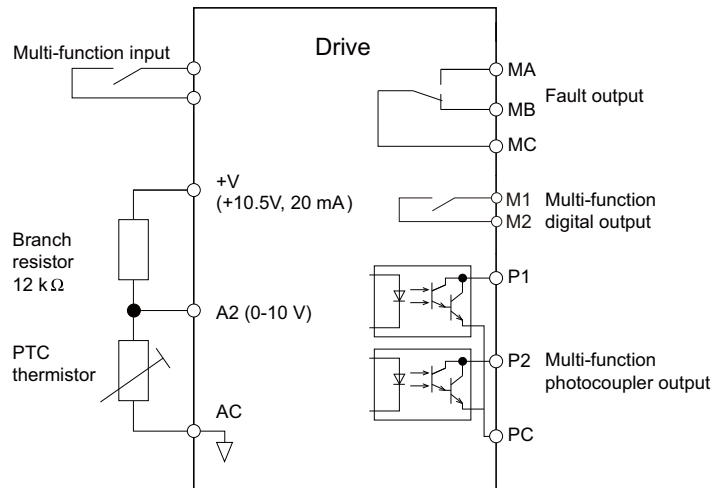 Multi-function input
Drive
MA
MB
Fault output
MC
+V
(+10.5V, 20 mA)
M1
M2
Multi-function
digital output
Branch
resistor
12 kΩ
P1
A2 (0-10 V)
PTC
thermistor
P2
Multi-function
photocoupler output
AC
PC